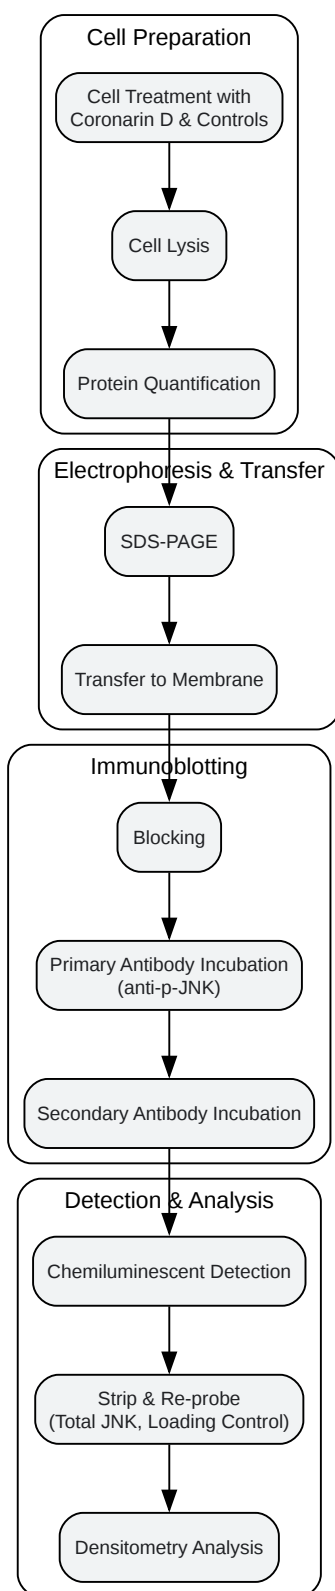 Cell Preparation
Cell Treatment with
Coronarin D & Controls
Cell Lysis
Protein Quantification
Electrophoresis & Transfer
SDS-PAGE
Transfer to Membrane
Immunoblotting
Blocking
Primary Antibody Incubation
(anti-p-JNK)
Secondary Antibody Incubation
Detection & Analysis
Chemiluminescent Detection
Strip & Re-probe
(Total JNK, Loading Control)
Densitometry Analysis